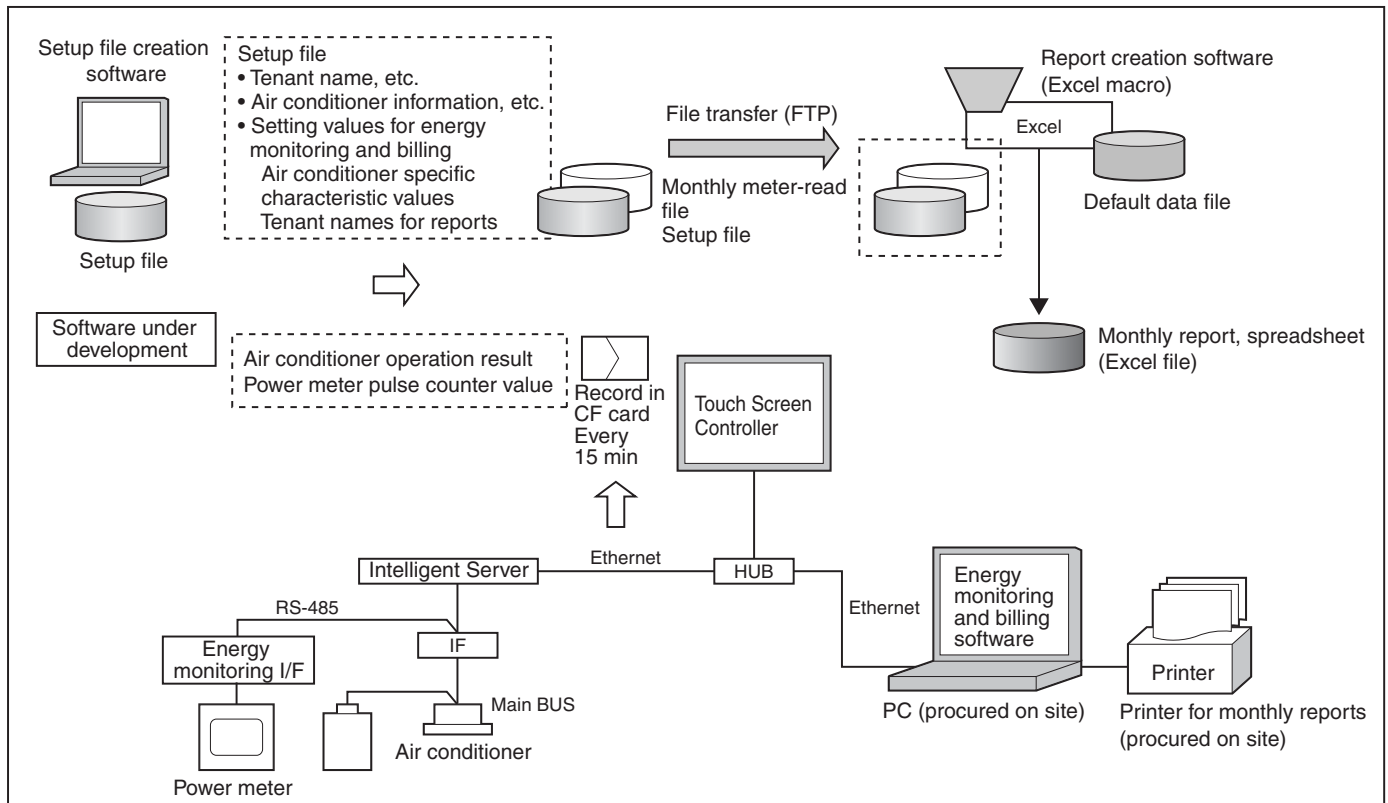 Setup file creation
software
Setup file
Setup file
• Tenant name, etc.
• Air conditioner information, etc.
• Setting values for energy
monitoring and billing
Air conditioner specific
characteristic values
Tenant names for reports
File transfer (FTP)
Monthly meter-read
file
Setup file
Report creation software
(Excel macro)
Excel
Default data file
Monthly report, spreadsheet
(Excel file)
Software under
development
Air conditioner operation result
Power meter pulse counter value
Record in
CF card
Every
15 min
Touch Screen
Controller
Intelligent Server
Ethernet
HUB
RS-485
Energy
monitoring I/F
IF
Main BUS
Air conditioner
Power meter
Ethernet
Energy
monitoring
and billing
software
PC (procured on site)
Printer
Printer for monthly reports
(procured on site)